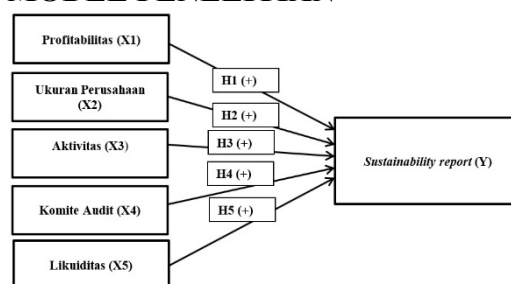 MODEL PENELITIAN
Profitabilitas (X1)
H1 (+)
Ukuran Perusahaan
(X2)
H2 (+)
Aktivitas (X3)
H3 (+)
Sustainability report (Y)
H4 (+)
Komite Audit (X4)
H5 (+)
Likuiditas (X5)